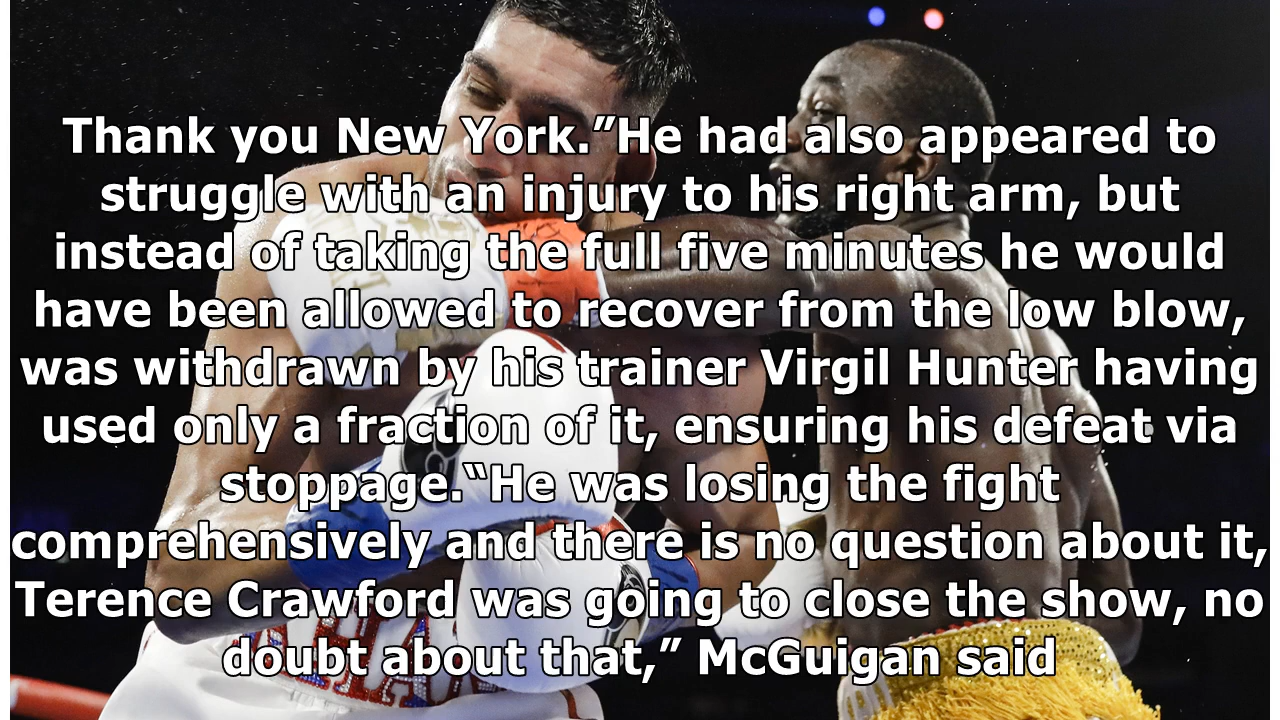 Thank you New York.”He had also appeared to
struggle with an injury to his right arm, but
instead of taking the full five minutes he would
have been allowed to recover from the low blow,
was withdrawn by his trainer Virgil Hunter having
used only a fraction of it, ensuring his defeat via
stoppage.“He was losing the fight
comprehensively and there is no question about it,
Terence Crawford was going to close the show, no
doubt about that,” McGuigan said
KHAN